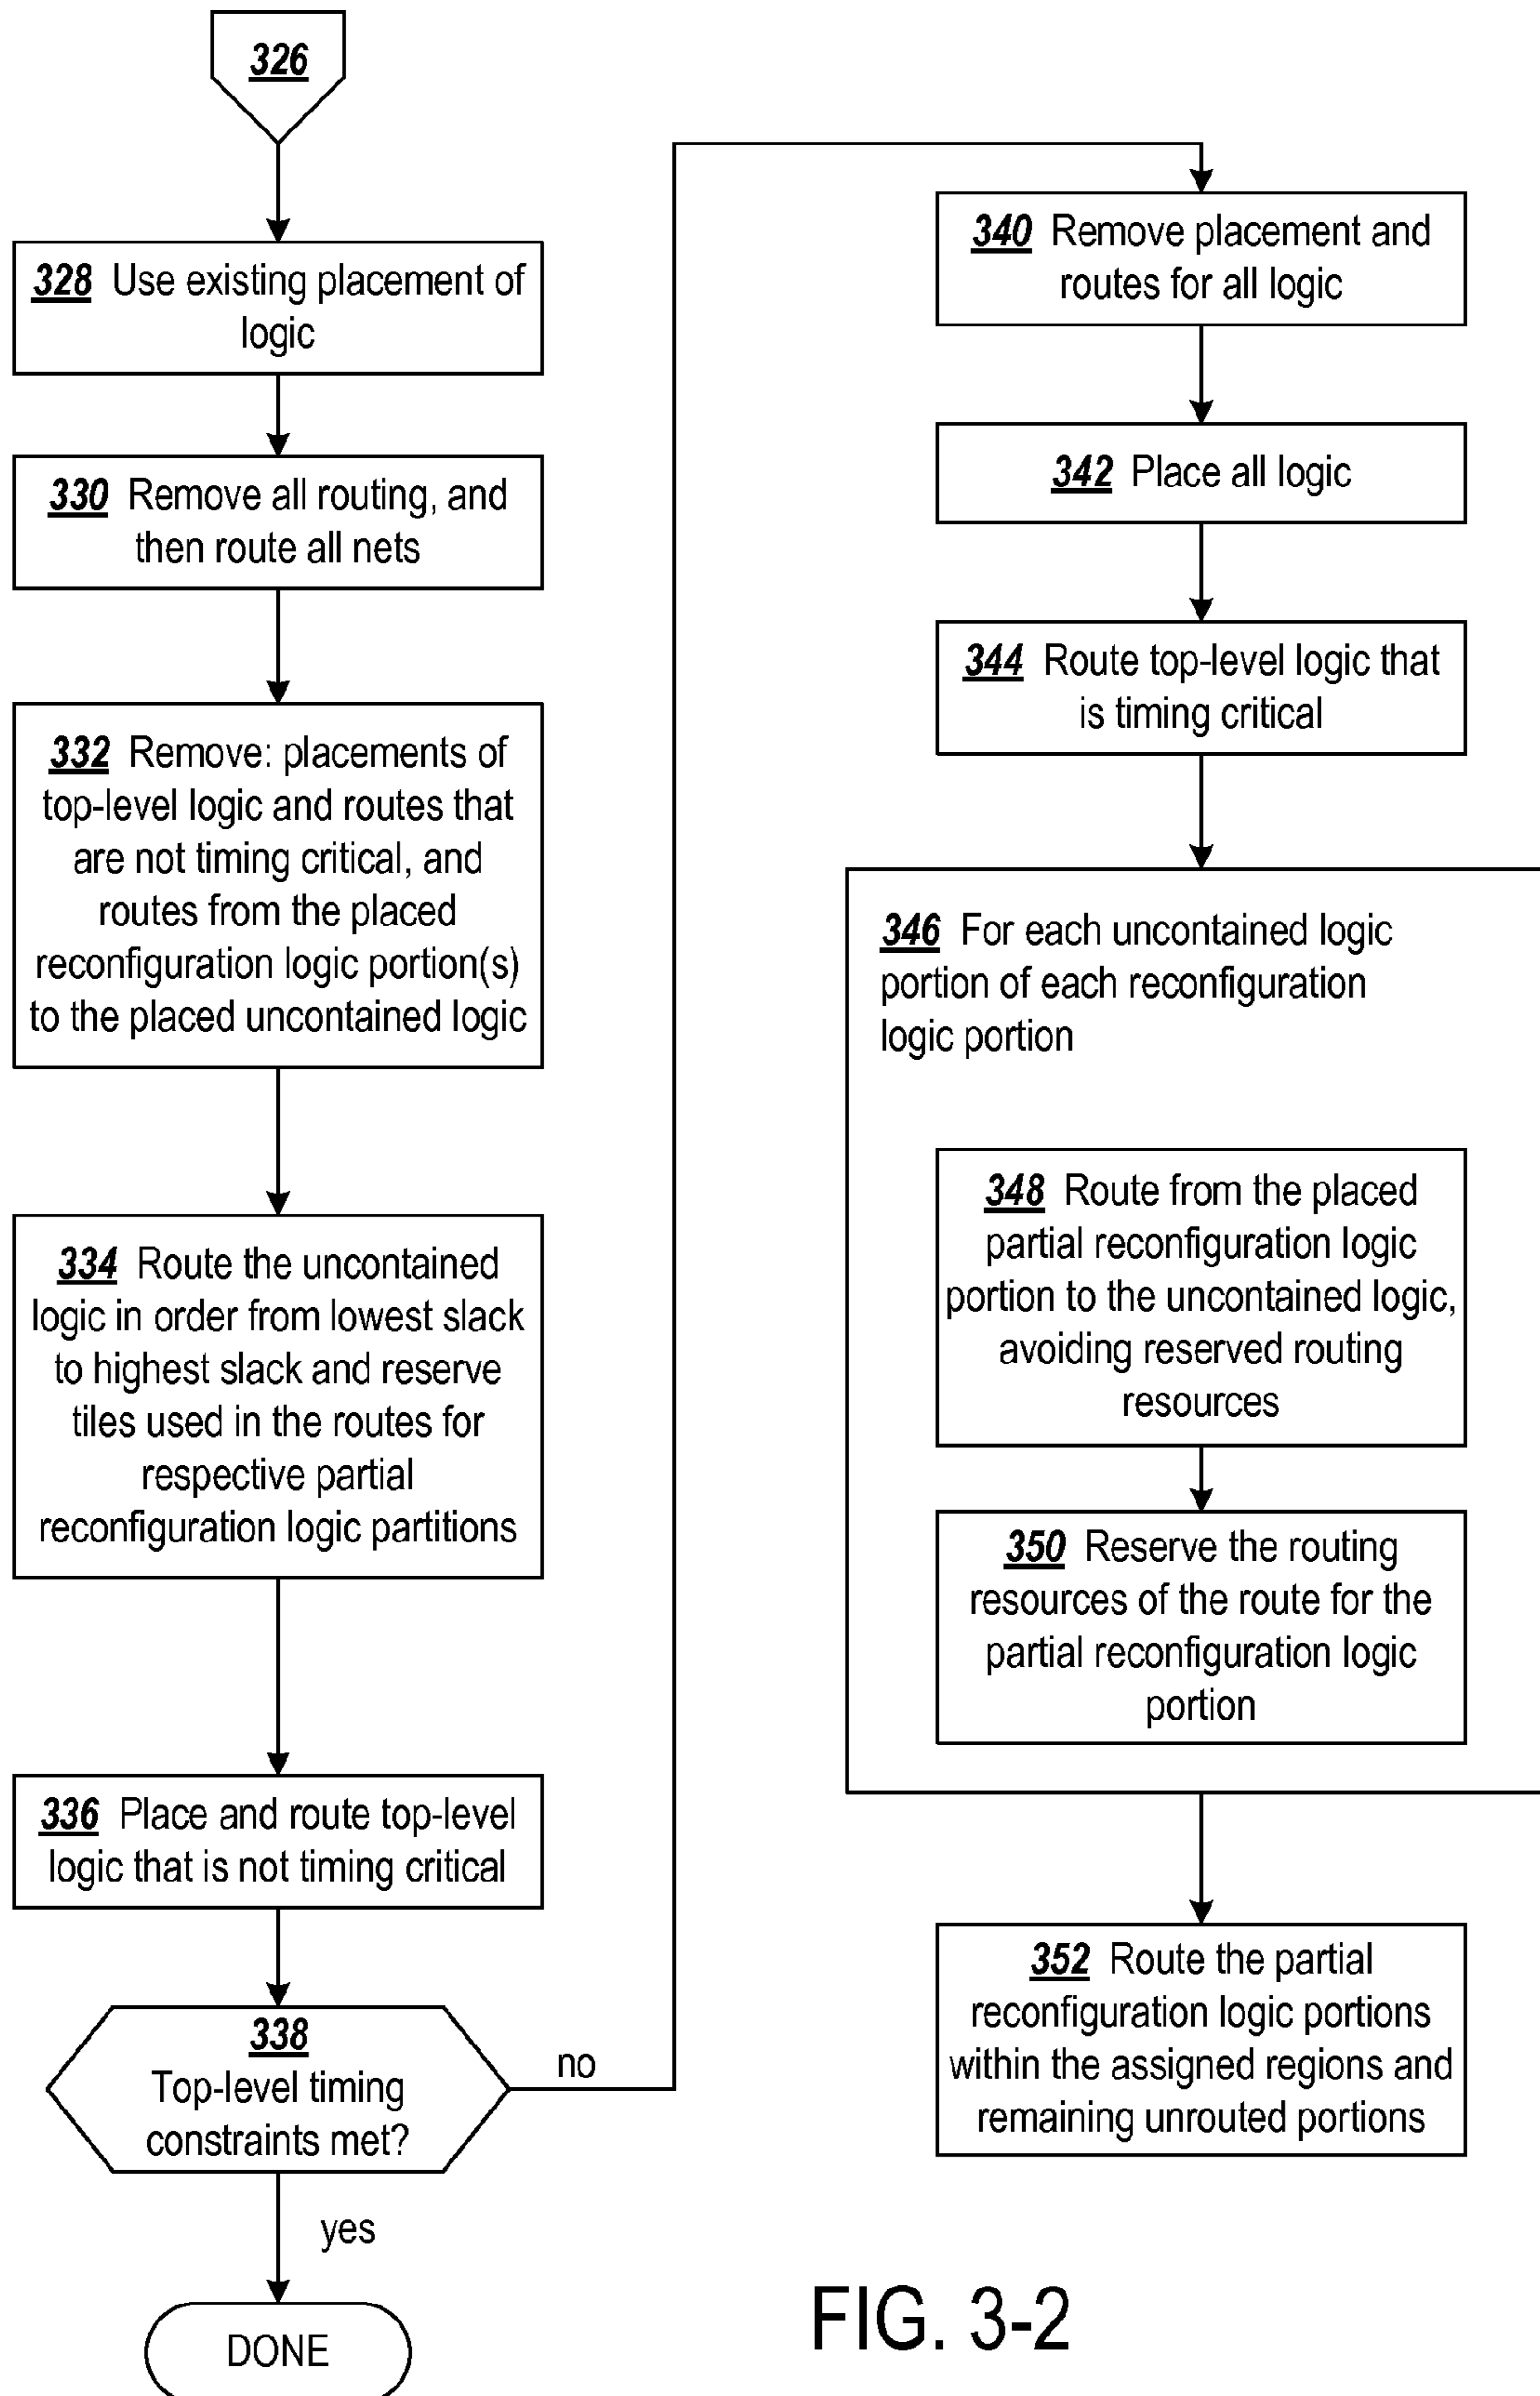 326
328 Use existing placement of
logic
330 Remove all routing, and
then route all nets
332 Remove: placements of
top-level logic and routes that
are not timing critical, and
routes from the placed
reconfiguration logic portion(s)
to the placed uncontained logic
334 Route the uncontained
logic in order from lowest slack
to highest slack and reserve
tiles used in the routes for
respective partial
reconfiguration logic partitions
336 Place and route top-level
logic that is not timing critical
338
Top-level timing
constraints met?
no
yes
DONE
340 Remove placement and
routes for all logic
342 Place all logic
344 Route top-level logic that
is timing critical
346 For each uncontained logic
portion of each reconfiguration
logic portion
348 Route from the placed
partial reconfiguration logic
portion to the uncontained logic,
avoiding reserved routing
resources
350 Reserve the routing
resources of the route for the
partial reconfiguration logic
portion
352 Route the partial
reconfiguration logic portions
within the assigned regions and
remaining unrouted portions
FIG. 3-2